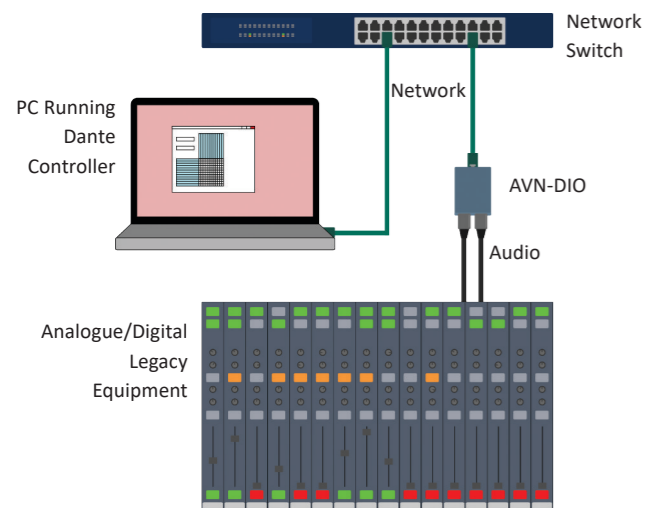 Network
Switch
Network
PC Running
Dante
Controller
AVN-DIO
Audio
Analogue/Digital
Legacy
Equipment